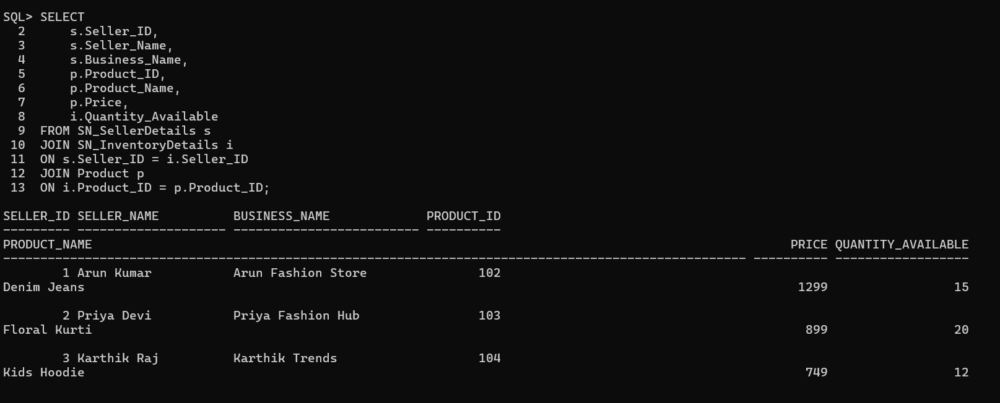 SQL> SELECT
  2      s.Seller_ID,
  3      s.Seller_Name,
  4      s.Business_Name,
  5      p.Product_ID,
  6      p.Product_Name,
  7      p.Price,
  8      i.Quantity_Available
  9  FROM SN_SellerDetails s
 10  JOIN SN_InventoryDetails i
 11  ON s.Seller_ID = i.Seller_ID
 12  JOIN Product p
 13  ON i.Product_ID = p.Product_ID;

SELLER_ID SELLER_NAME          BUSINESS_NAME             PRODUCT_ID
--------- -------------------- ------------------------- ----------
PRODUCT_NAME                                                                                              PRICE QUANTITY_AVAILABLE
---------------------------------------------------------------------------------------------------- ---------- ------------------
        1 Arun Kumar           Arun Fashion Store               102
Denim Jeans                                                                                                1299                 15

        2 Priya Devi           Priya Fashion Hub                103
Floral Kurti                                                                                                899                 20

        3 Karthik Raj          Karthik Trends                   104
Kids Hoodie                                                                                                 749                 12